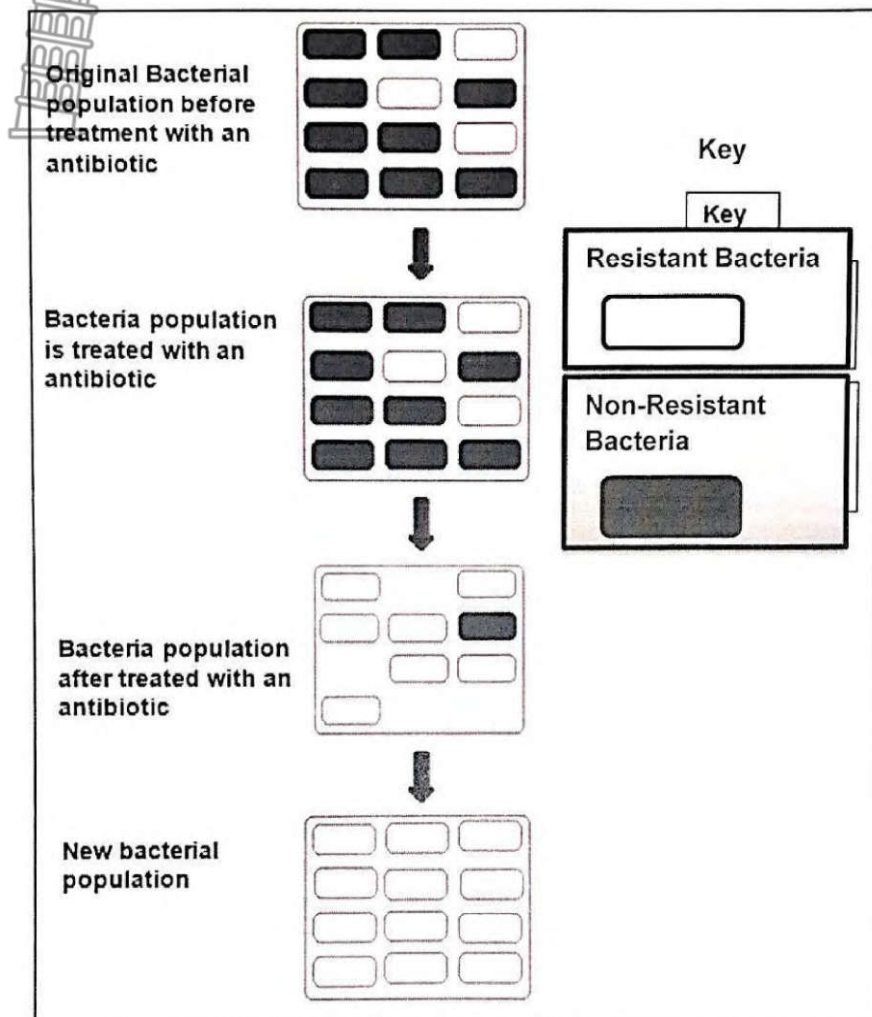 Original Bacterial
population before
treatment with an
antibiotic
Key
Key
Resistant Bacteria
Bacteria population
is treated with an
antibiotic
Non-Resistant
Bacteria
Bacteria population
after treated with an
antibiotic
New bacterial
population